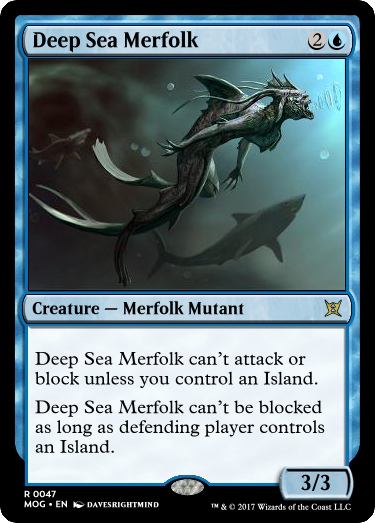 Deep Sea Merfolk 2
Creature — Merfolk Mutant
Deep Sea Merfolk can't attack or
block unless you control an Island.
Deep Sea Merfolk can't be blocked
as long as defending player controls
an Island.
3/3
R 0047
MOG • EN DAVESRIGHTMIND
™ & © 2017 Wizards of the Coast LLC